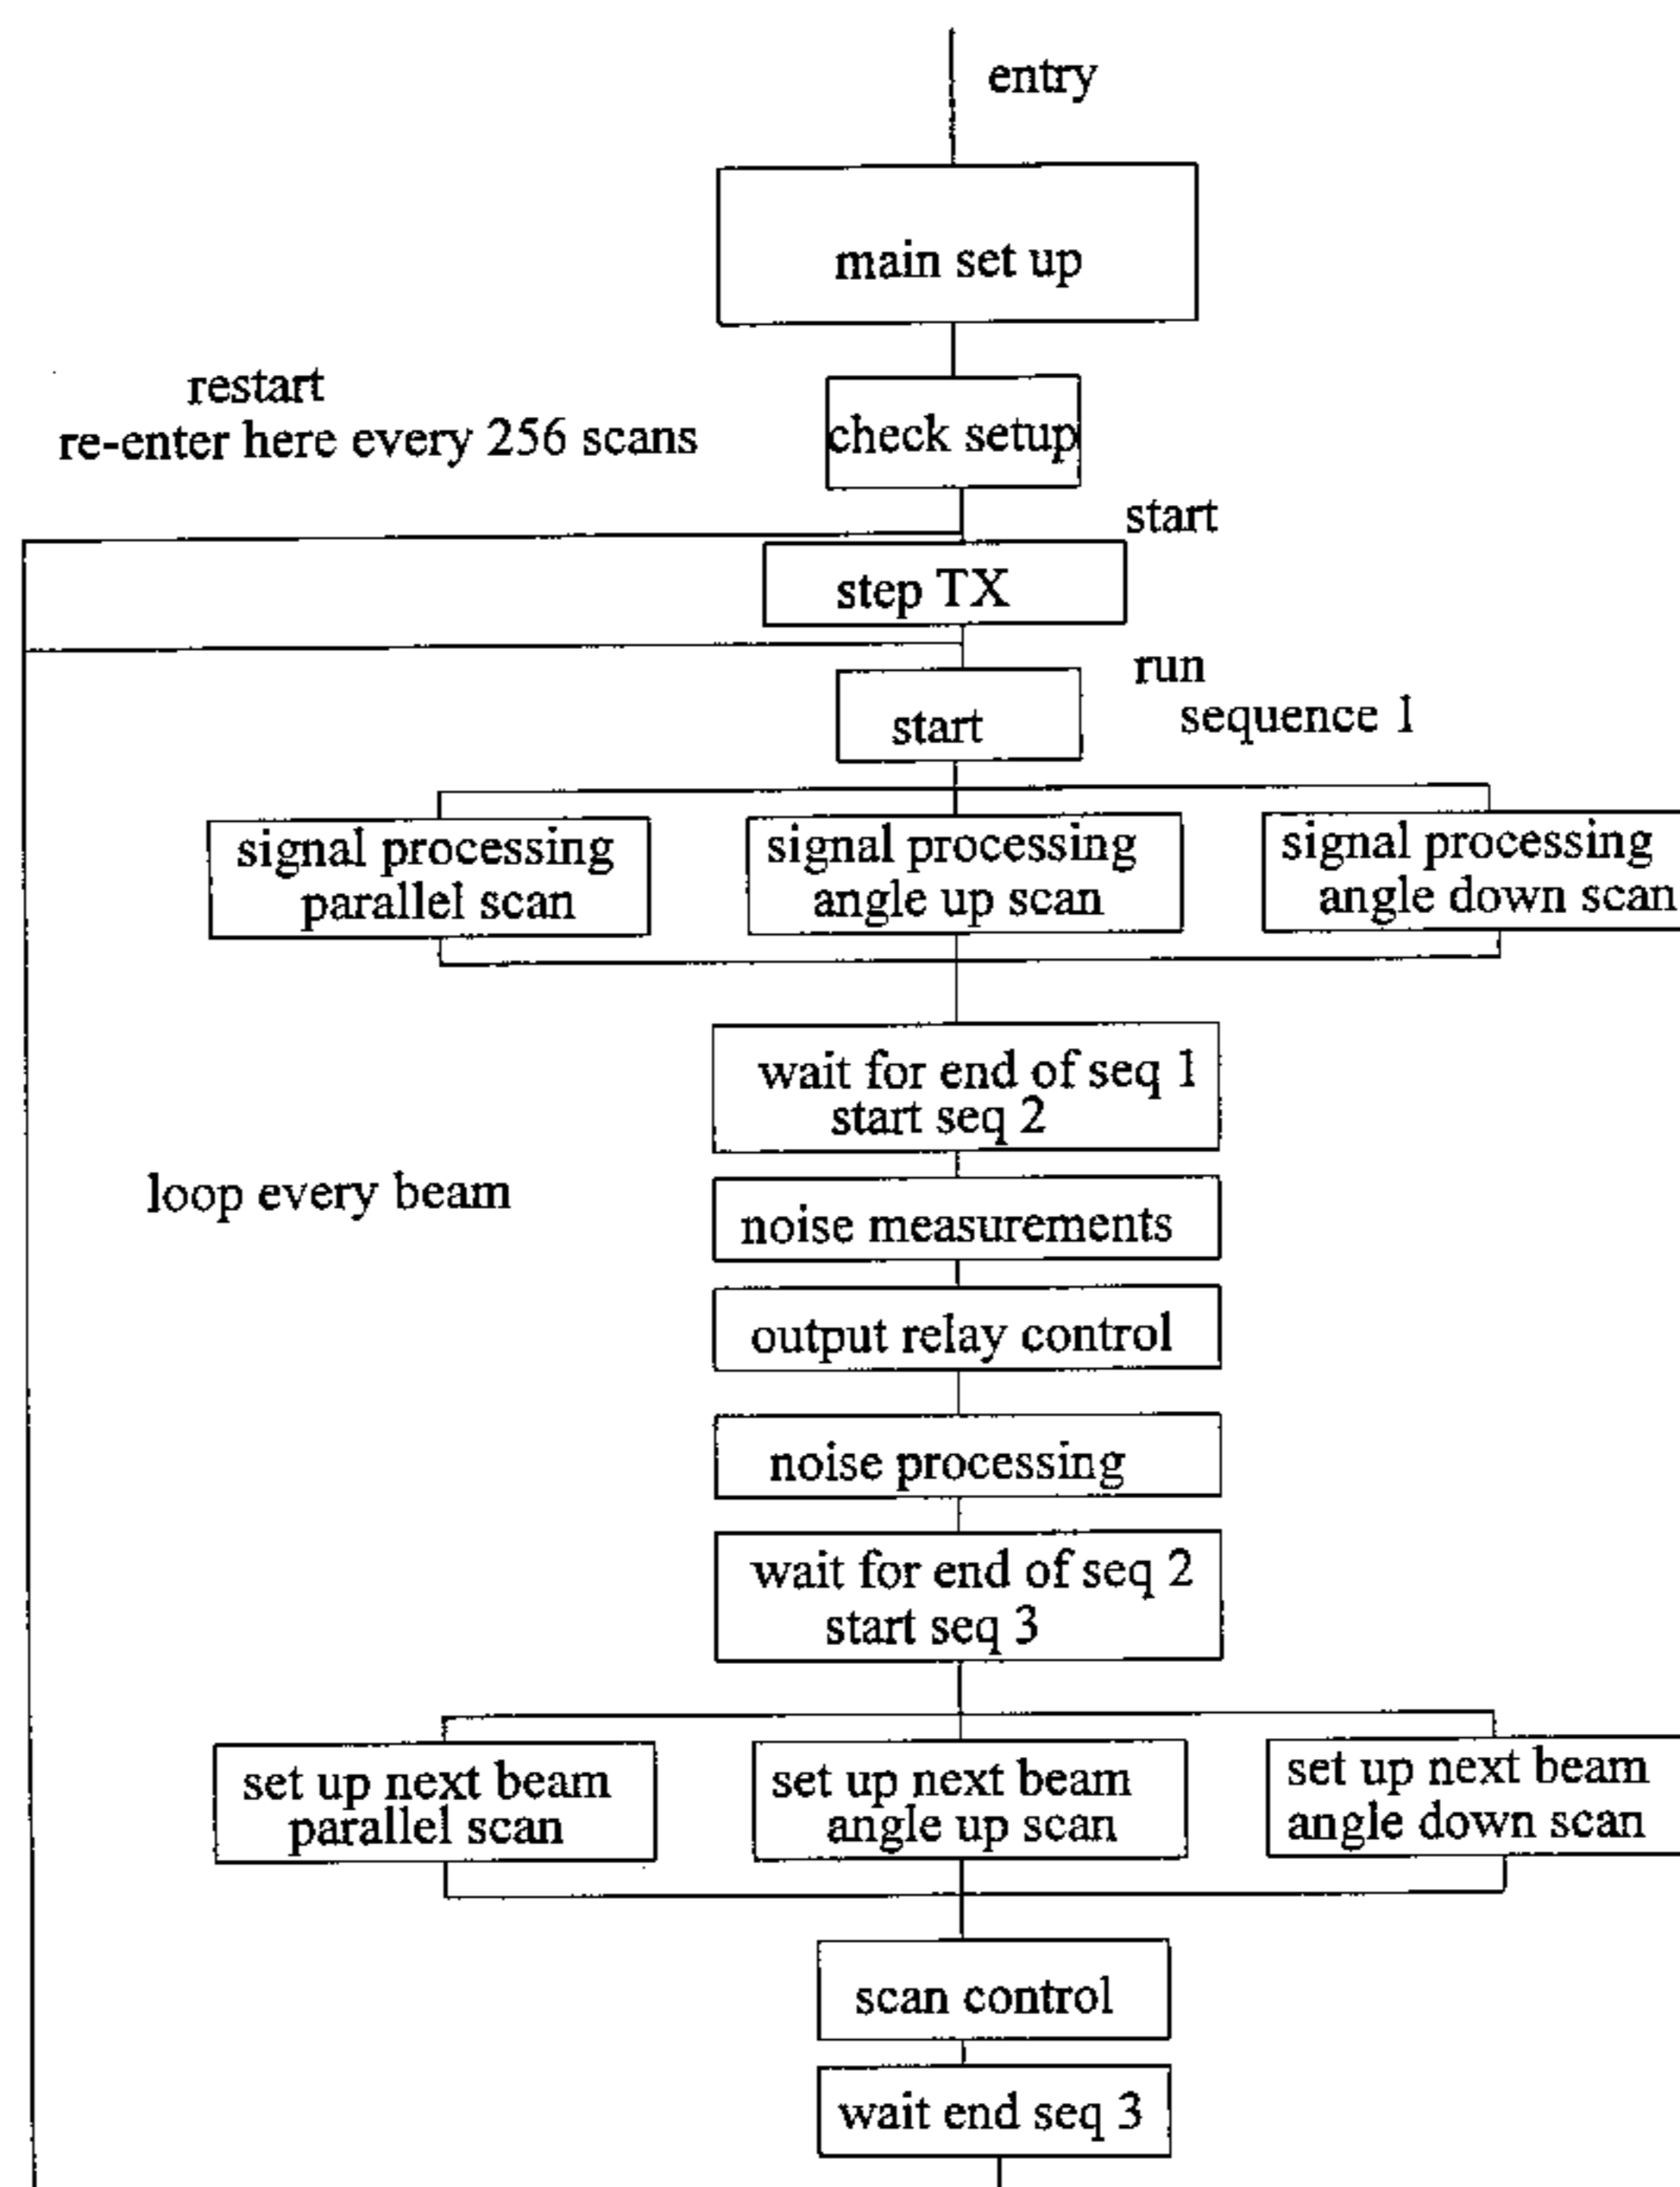 entry
main set up
restart
re-enter here every 256 scans
check setup
start
step TX
run
sequence 1
start
signal processing
parallel scan
signal processing
angle up scan
signal processing
angle down scan
wait for end of seq 1
start seq 2
loop every beam
noise measurements
output relay control
noise processing
wait for end of seq 2
start seq 3
set up next beam
parallel scan
set up next beam
angle up scan
set up next beam
angle down scan
scan control
wait end seq 3